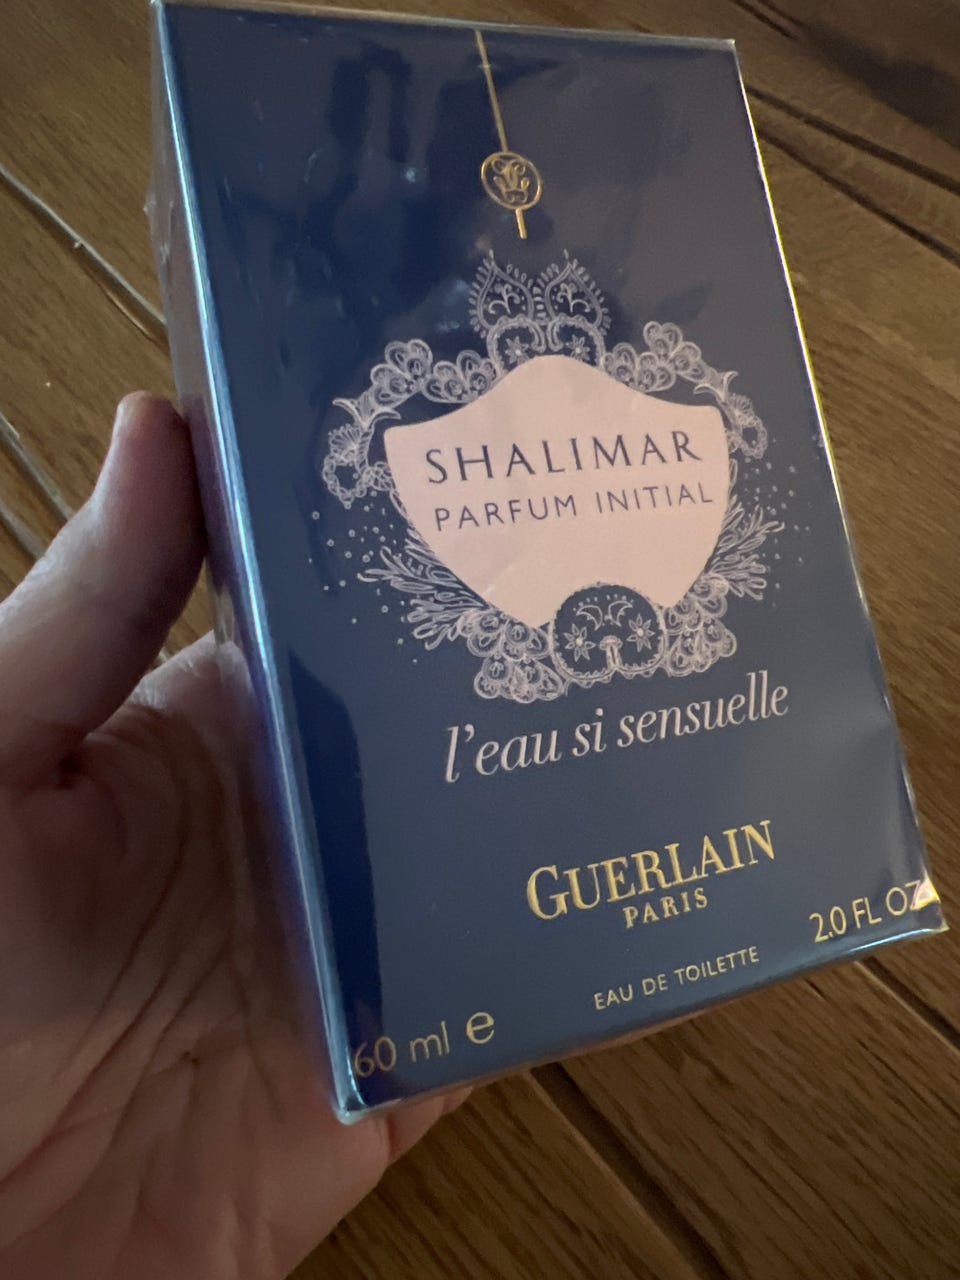 SHALIMAR
PARFUM INITIAL
l'eau si sensuelle
GUERLAIN
PARIS
2.0 FL OZ
EAU DE TOILETTE
60 ml e